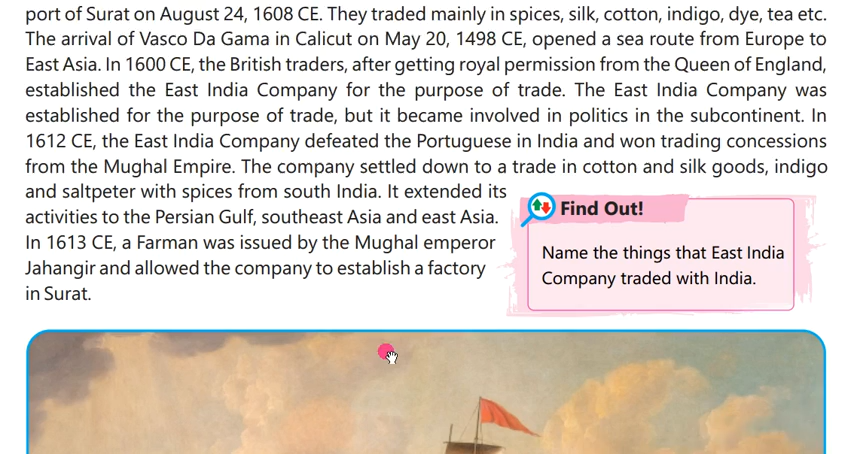 port of Surat on August 24, 1608 CE. They traded mainly in spices, silk, cotton, indigo, dye, tea etc.
The arrival of Vasco Da Gama in Calicut on May 20, 1498 CE, opened a sea route from Europe to
East Asia. In 1600 CE, the British traders, after getting royal permission from the Queen of England,
established the East India Company for the purpose of trade. The East India Company was
established for the purpose of trade, but it became involved in politics in the subcontinent. In
1612 CE, the East India Company defeated the Portuguese in India and won trading concessions
from the Mughal Empire. The company settled down to a trade in cotton and silk goods, indigo
and saltpeter with spices from south India. It extended its
activities to the Persian Gulf, southeast Asia and east Asia.
In 1613 CE, a Farman was issued by the Mughal emperor
Jahangir and allowed the company to establish a factory
in Surat.
Find Out!
Name the things that East India
Company traded with India.